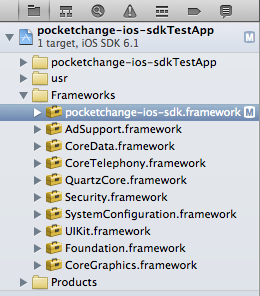 pocketchange-ios-sdkTestApp
1 target, iOS SDK 6.1
M
pocketchange-ios-sdkTestApp
usr
Frameworks
pocketchange-ios-sdk.framework M
AdSupport.framework
CoreData.framework
CoreTelephony.framework
QuartzCore.framework
Security.framework
SystemConfiguration.framework
UIKit.framework
Foundation.framework
CoreGraphics.framework
Products